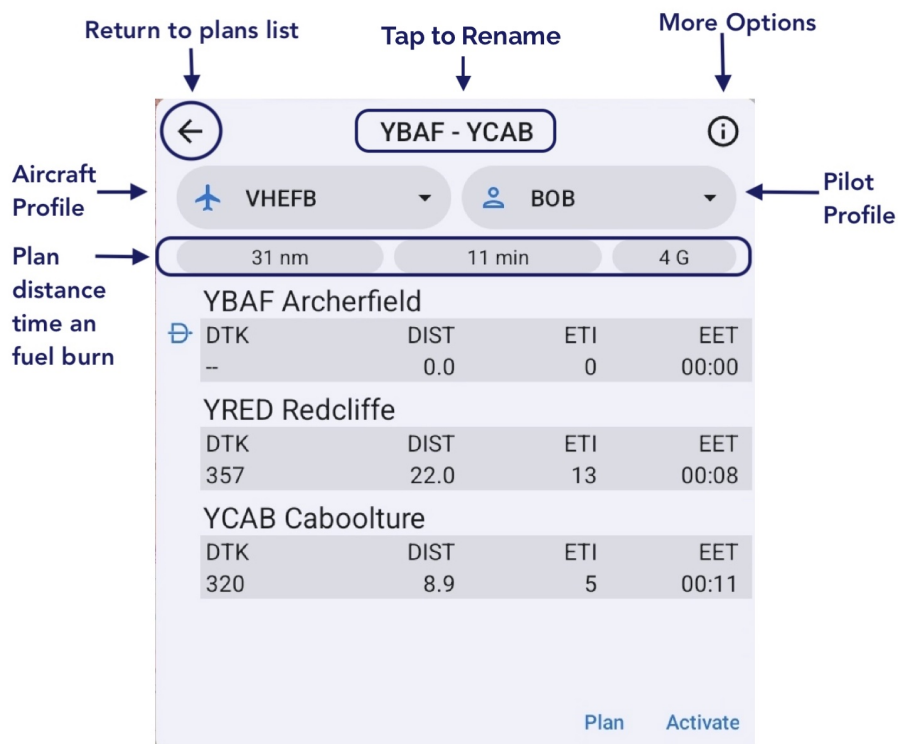 Return to plans list
Tap to Rename
More Options
YBAF - YCAB
Aircraft
Profile
VHEFB
BOB
Pilot
Profile
Plan
distance
time an
fuel burn
31 nm 11 min 4 G
YBAF Archerfield
DTK DIST ETI EET
-- 0.0 0 00:00
YRED Redcliffe
DTK DIST ETI EET
357 22.0 13 00:08
YCAB Caboolture
DTK DIST ETI EET
320 8.9 5 00:11
Plan Activate